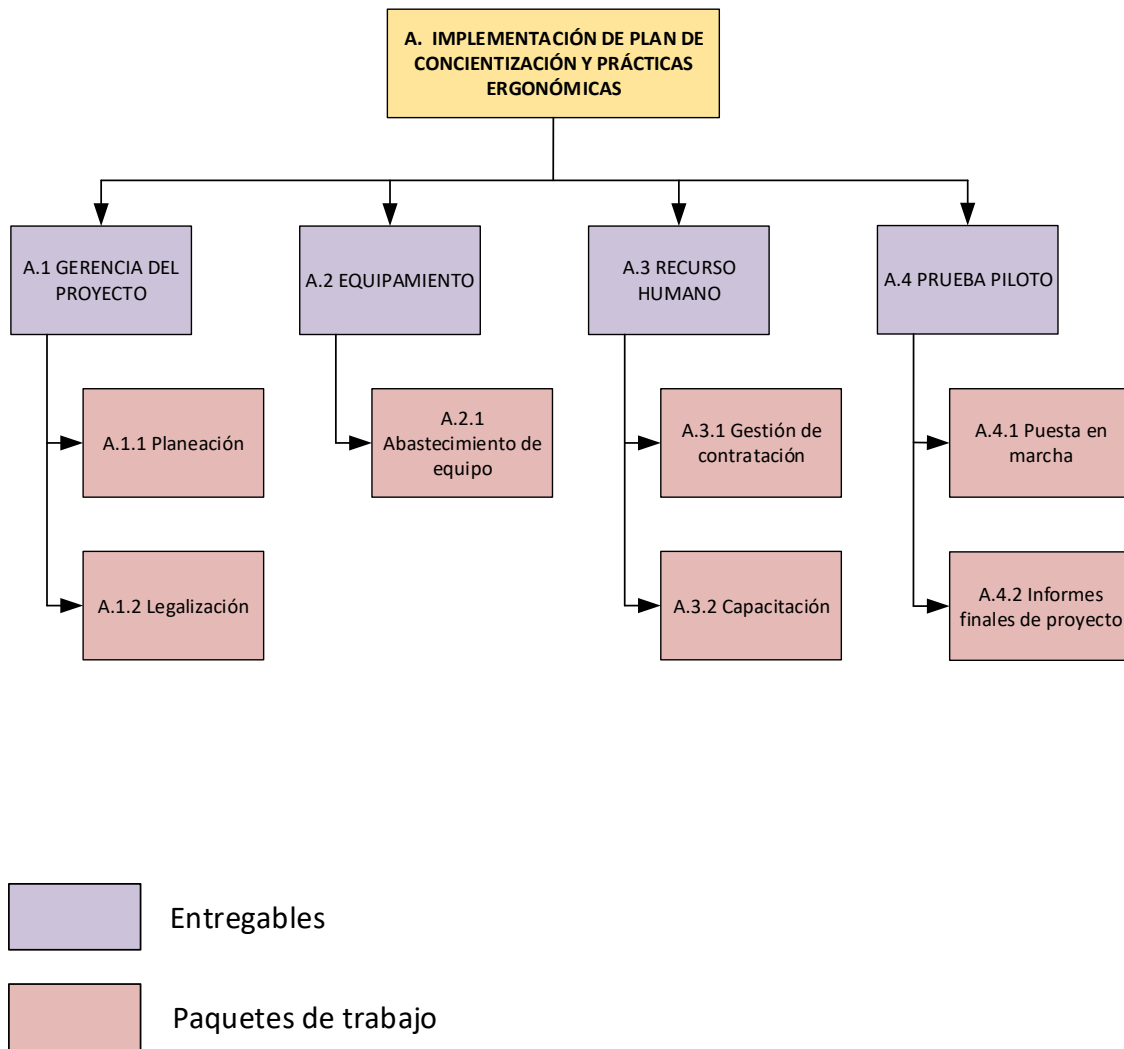 A. IMPLEMENTACIÓN DE PLAN DE
CONCIENTIZACIÓN Y PRÁCTICAS
ERGONÓMICAS
A.1 GERENCIA DEL
PROYECTO
A.2 EQUIPAMIENTO
A.3 RECURSO
HUMANO
A.4 PRUEBA PILOTO
A.1.1 Planeación
A.2.1
Abastecimiento de
equipo
A.3.1 Gestión de
contratación
A.4.1 Puesta en
marcha
A.1.2 Legalización
A.3.2 Capacitación
A.4.2 Informes
finales de proyecto
Entregables
Paquetes de trabajo